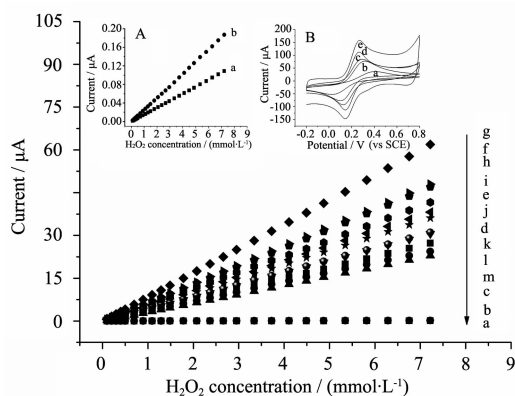 105
90
75
60
45
30
15
0
Current / μA
0 1 2 3 4 5 6 7 8 9
H₂O₂ concentration / (mmol·L⁻¹)
g
f
h
i
e
j
d
k
l
m
c
b
a
A
0.20
0.16
0.12
0.08
0.04
0.00
Current / μA
b
a
0 1 2 3 4 5 6 7 8 9
H₂O₂ concentration / (mmol·L⁻¹)
B
200
150
100
50
0
-50
-100
-150
Current / μA
e
d
c
b
a
-0.2 0.0 0.2 0.4 0.6 0.8
Potential / V (vs SCE)